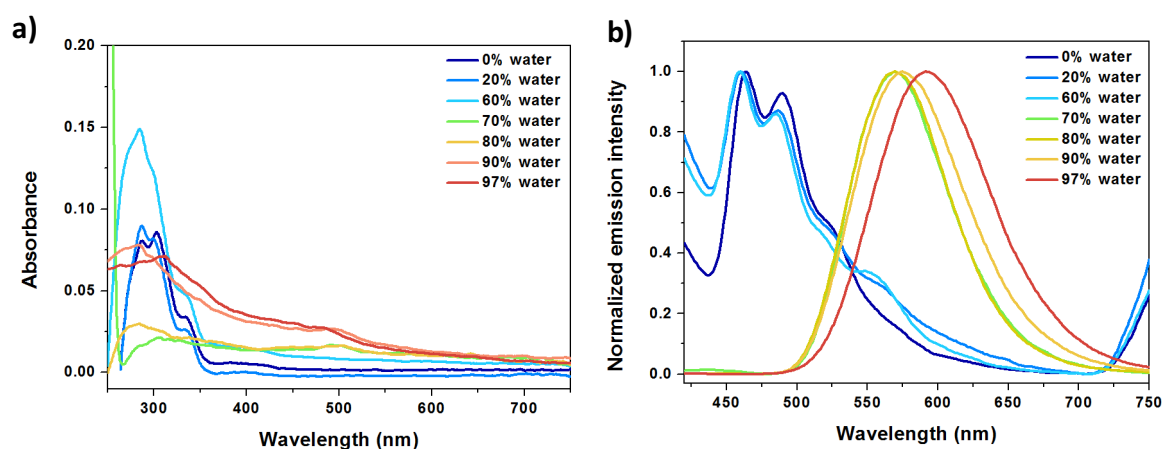 a)
0.20
0.15
0.10
0.05
0.00
Absorbance
300
400
500
600
700
Wavelength (nm)
0% water
20% water
60% water
70% water
80% water
90% water
97% water
b)
1.0
0.8
0.6
0.4
0.2
0.0
Normalized emission intensity
450
500
550
600
650
700
750
Wavelength (nm)
0% water
20% water
60% water
70% water
80% water
90% water
97% water